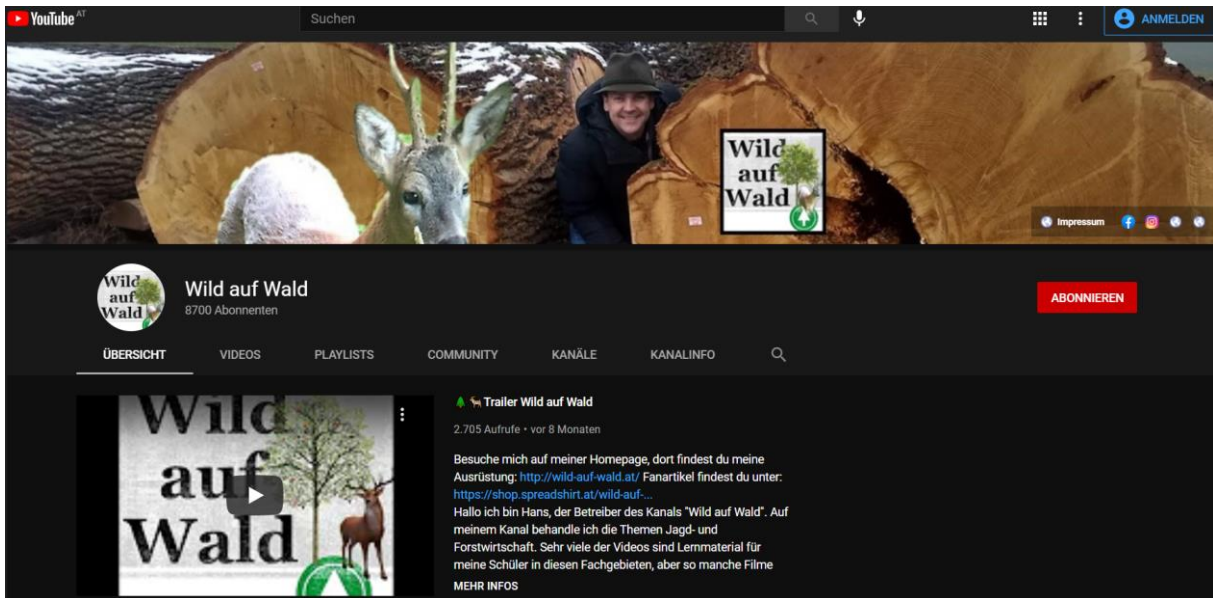 YouTube AT
Suchen
ANMELDEN
Wild
auf
Wald
Impressum
Wild
auf
Wald
Wild auf Wald
8700 Abonnenten
ABONNIEREN
ÜBERSICHT VIDEOS PLAYLISTS COMMUNITY KANÄLE KANALINFO
Wild
auf
Wald
Trailer Wild auf Wald
2.705 Aufrufe • vor 8 Monaten
Besuche mich auf meiner Homepage, dort findest du meine
Ausrüstung: http://wild-auf-wald.at/ Fanartikel findest du unter:
https://shop.spreadshirt.at/wild-auf-...
Hallo ich bin Hans, der Betreiber des Kanals "Wild auf Wald". Auf
meinem Kanal behandle ich die Themen Jagd- und
Forstwirtschaft. Sehr viele der Videos sind Lernmaterial für
meine Schüler in diesen Fachgebieten, aber so manche Filme
MEHR INFOS